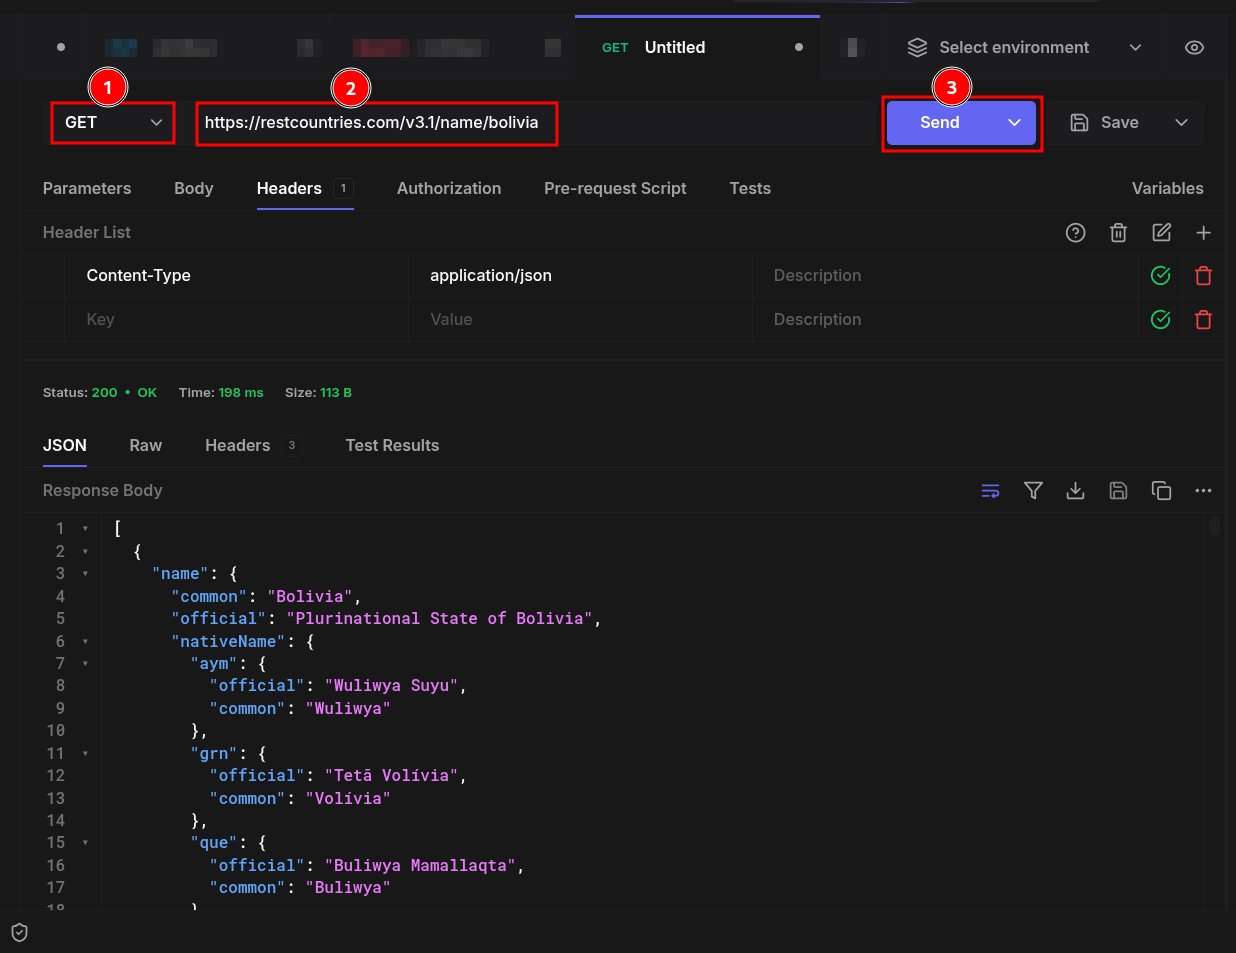 GET Untitled
Select environment
1
2
3
GET
https://restcountries.com/v3.1/name/bolivia
Send
Save
Parameters Body Headers 1 Authorization Pre-request Script Tests Variables
Header List
Content-Type application/json Description
Key Value Description
Status: 200 • OK Time: 198 ms Size: 113 B
JSON Raw Headers 3 Test Results
Response Body
1 [
2 {
3 "name": {
4 "common": "Bolivia",
5 "official": "Plurinational State of Bolivia",
6 "nativeName": {
7 "aym": {
8 "official": "Wuliwya Suyu",
9 "common": "Wuliwya"
10 },
11 "grn": {
12 "official": "Tetã Volívia",
13 "common": "Volívia"
14 },
15 "que": {
16 "official": "Buliwya Mamallaqta",
17 "common": "Buliwya"
18 }